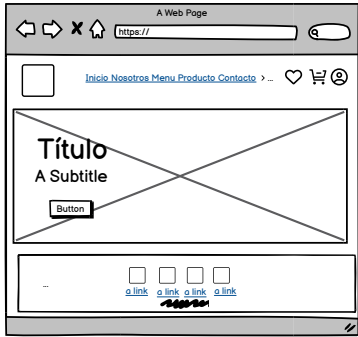 A Web Page
https://
Inicio Nosotros Menu Producto Contacto > ...
Título
A Subtitle
Button
...
a link a link a link a link